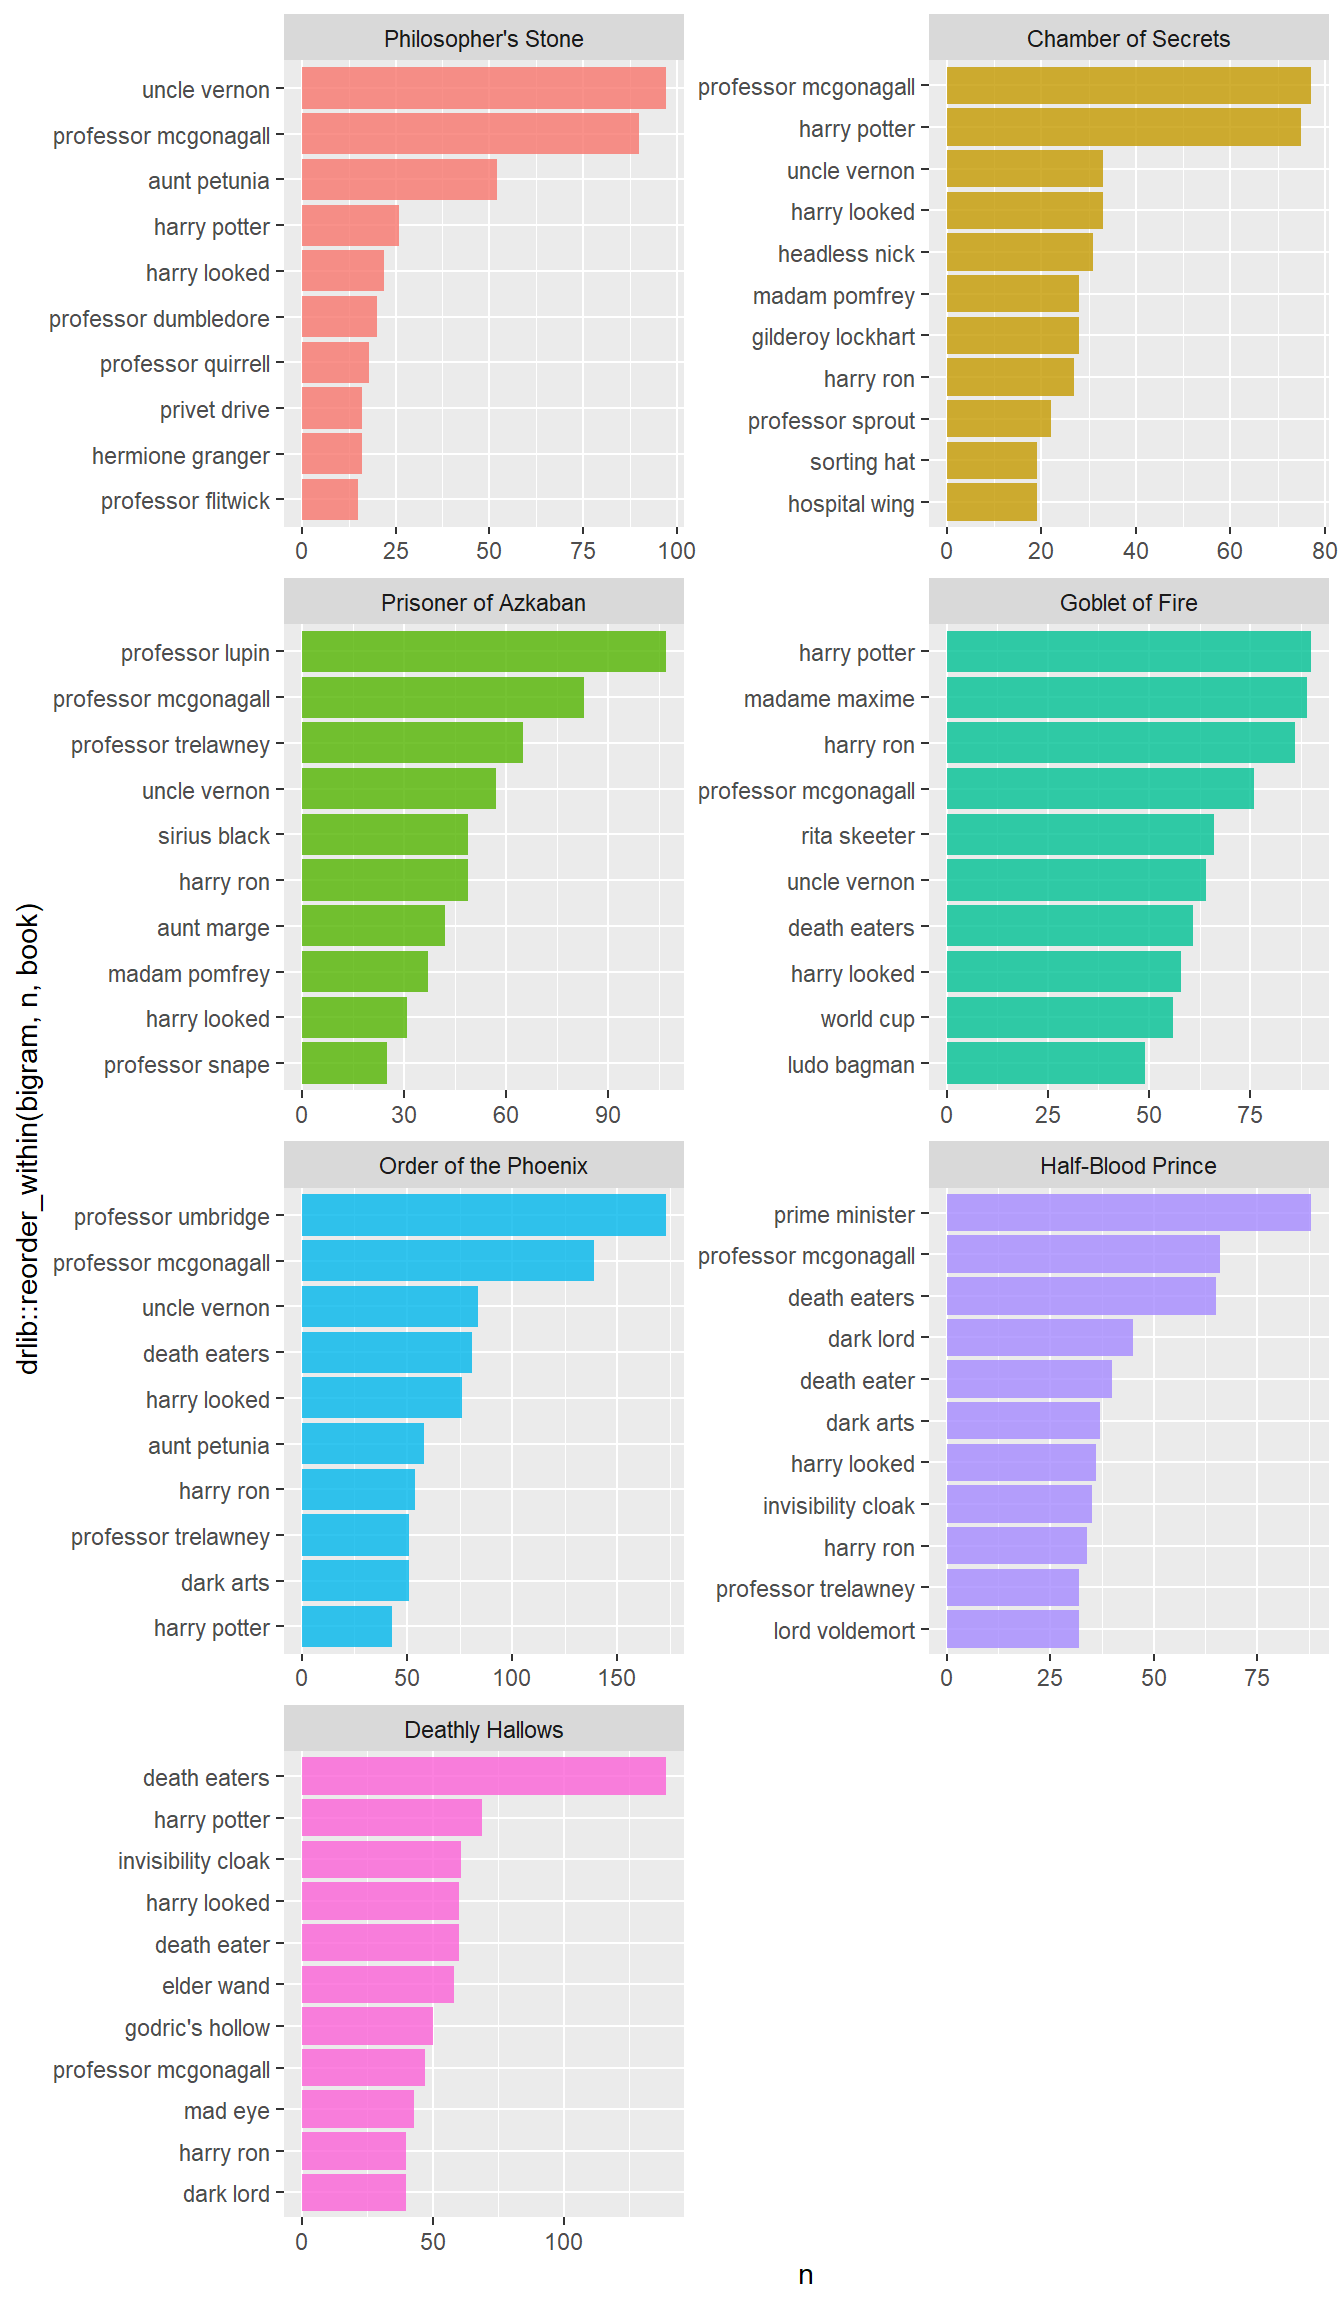 Philosopher's Stone
uncle vernon
professor mcgonagall
aunt petunia
harry potter
harry looked
professor dumbledore
professor quirrell
privet drive
hermione granger
professor flitwick
0 25 50 75 100
Chamber of Secrets
professor mcgonagall
harry potter
uncle vernon
harry looked
headless nick
madam pomfrey
gilderoy lockhart
harry ron
professor sprout
sorting hat
hospital wing
0 20 40 60 80
Prisoner of Azkaban
professor lupin
professor mcgonagall
professor trelawney
uncle vernon
sirius black
harry ron
aunt marge
madam pomfrey
harry looked
professor snape
0 30 60 90
Goblet of Fire
harry potter
madame maxime
harry ron
professor mcgonagall
rita skeeter
uncle vernon
death eaters
harry looked
world cup
ludo bagman
0 25 50 75
Order of the Phoenix
professor umbridge
professor mcgonagall
uncle vernon
death eaters
harry looked
aunt petunia
harry ron
professor trelawney
dark arts
harry potter
0 50 100 150
Half-Blood Prince
prime minister
professor mcgonagall
death eaters
dark lord
death eater
dark arts
harry looked
invisibility cloak
harry ron
professor trelawney
lord voldemort
0 25 50 75
Deathly Hallows
death eaters
harry potter
invisibility cloak
harry looked
death eater
elder wand
godric's hollow
professor mcgonagall
mad eye
harry ron
dark lord
0 50 100
n
drlib::reorder_within(bigram, n, book)